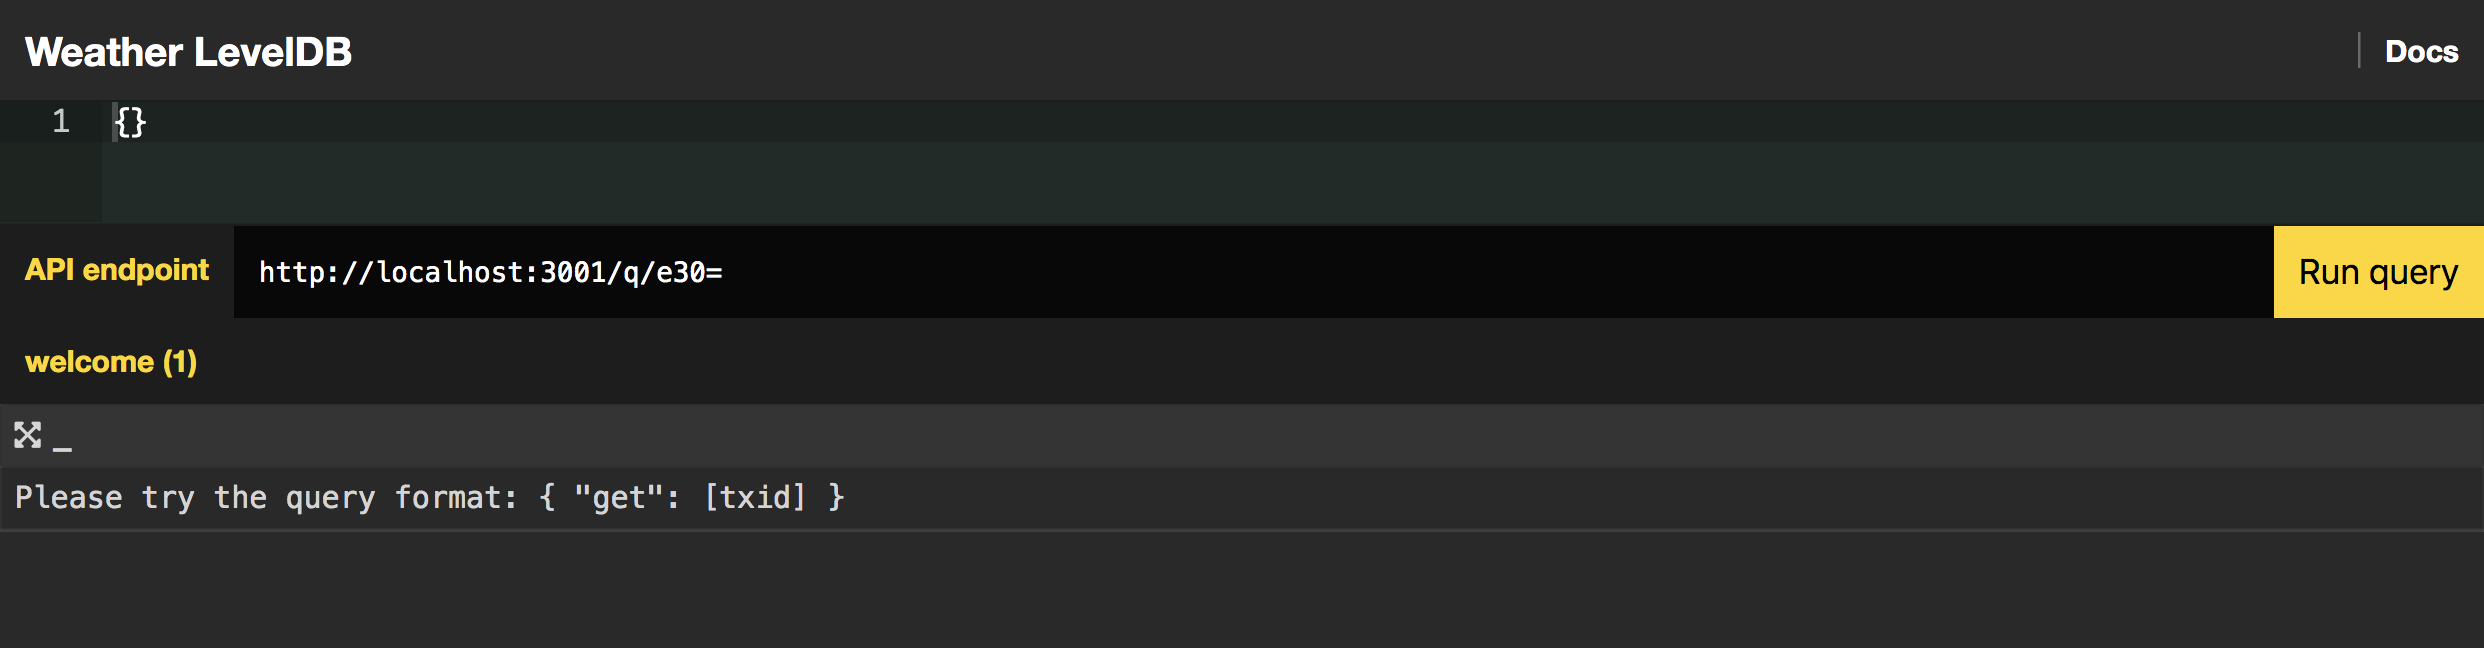 Weather LevelDB
Docs
1 {}
API endpoint http://localhost:3001/q/e30= Run query
welcome (1)
_
Please try the query format: { "get": [txid] }